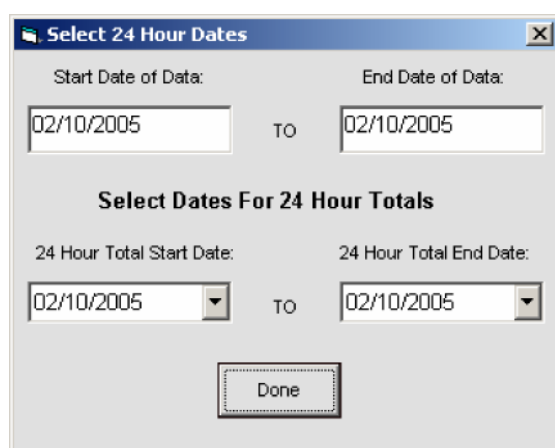 Select 24 Hour Dates
Start Date of Data: End Date of Data:
02/10/2005 TO 02/10/2005
Select Dates For 24 Hour Totals
24 Hour Total Start Date: 24 Hour Total End Date:
02/10/2005 TO 02/10/2005
Done